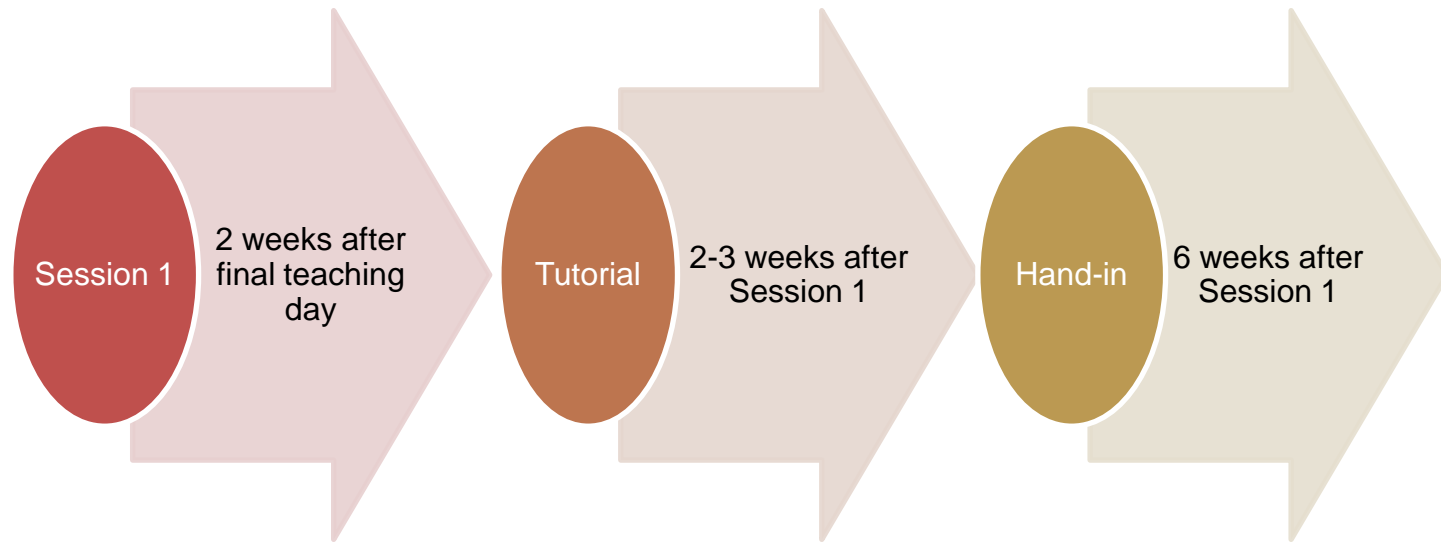 Session 1
2 weeks after
final teaching
day
Tutorial
2-3 weeks after
Session 1
Hand-in
6 weeks after
Session 1